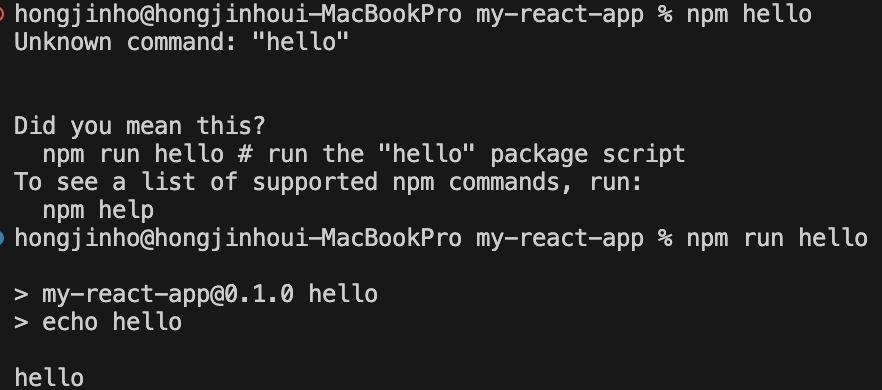 hongjinho@hongjinhoui-MacBookPro my-react-app % npm hello
Unknown command: "hello"
Did you mean this?
  npm run hello # run the "hello" package script
To see a list of supported npm commands, run:
  npm help
hongjinho@hongjinhoui-MacBookPro my-react-app % npm run hello
> my-react-app@0.1.0 hello
> echo hello
hello